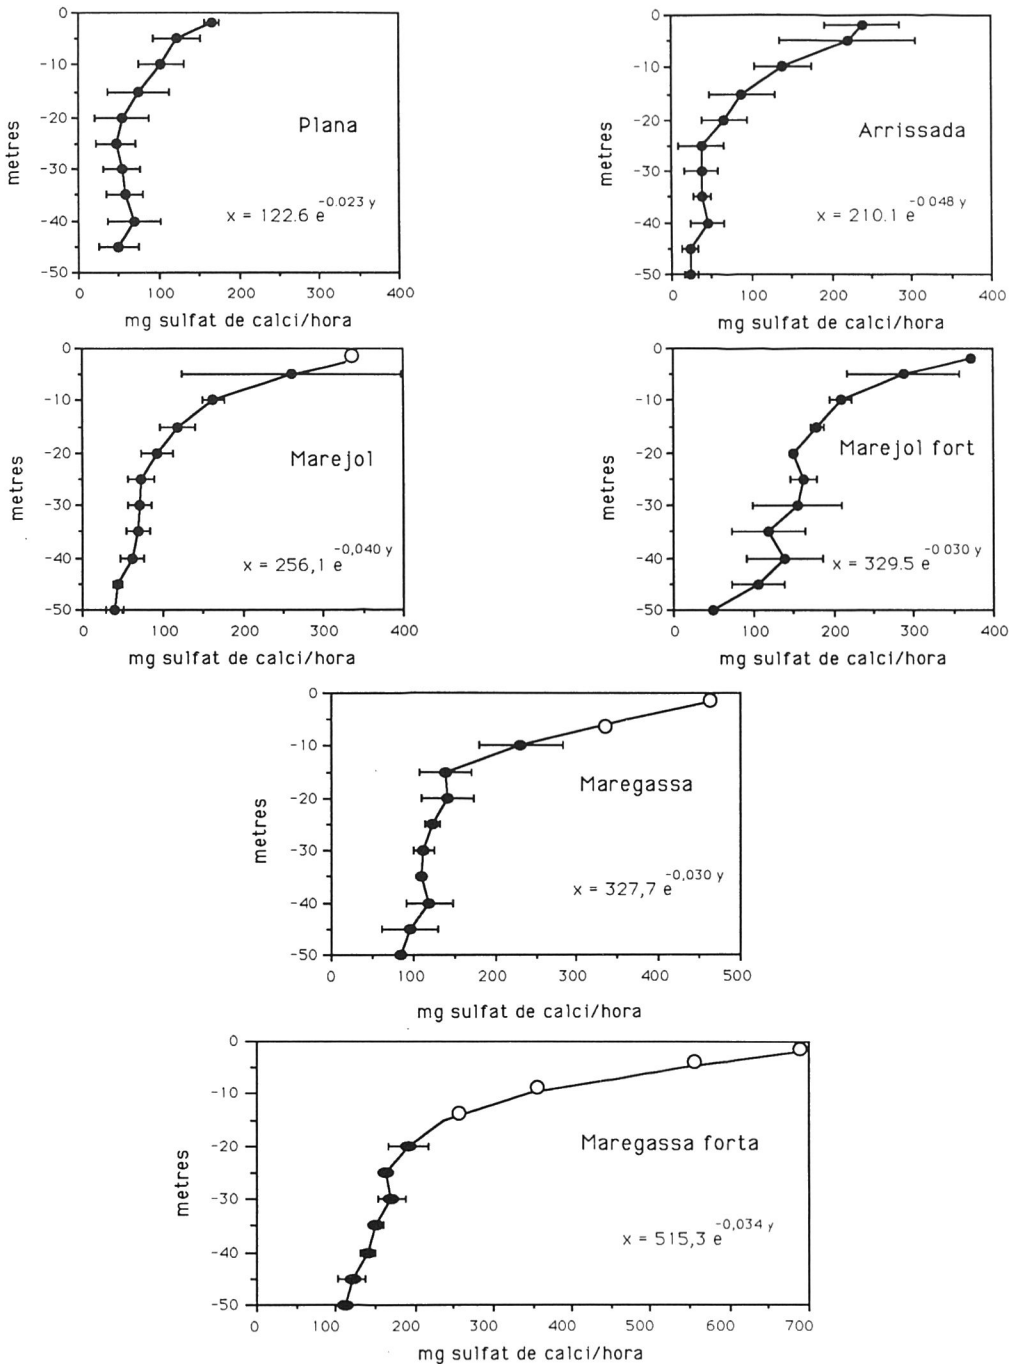 0
-10
-20
-30
-40
-50
metres
Plana
x = 122.6 e -0.023 y
0 100 200 300 400
mg sulfat de calci/hora
0
-10
-20
-30
-40
-50
metres
Arrissada
x = 210.1 e -0 048 y
0 100 200 300 400
mg sulfat de calci/hora
0
-10
-20
-30
-40
-50
metres
Marejol
x = 256,1 e -0,040 y
0 100 200 300 400
mg sulfat de calci/hora
0
-10
-20
-30
-40
-50
metres
Marejol fort
x = 329.5 e -0 030 y
0 100 200 300 400
mg sulfat de calci/hora
0
-10
-20
-30
-40
-50
metres
Maregassa
x = 327,7 e -0,030 y
0 100 200 300 400 500
mg sulfat de calci/hora
0
-10
-20
-30
-40
-50
metres
Maregassa forta
x = 515,3 e -0,034 y
0 100 200 300 400 500 600 700
mg sulfat de calci/hora